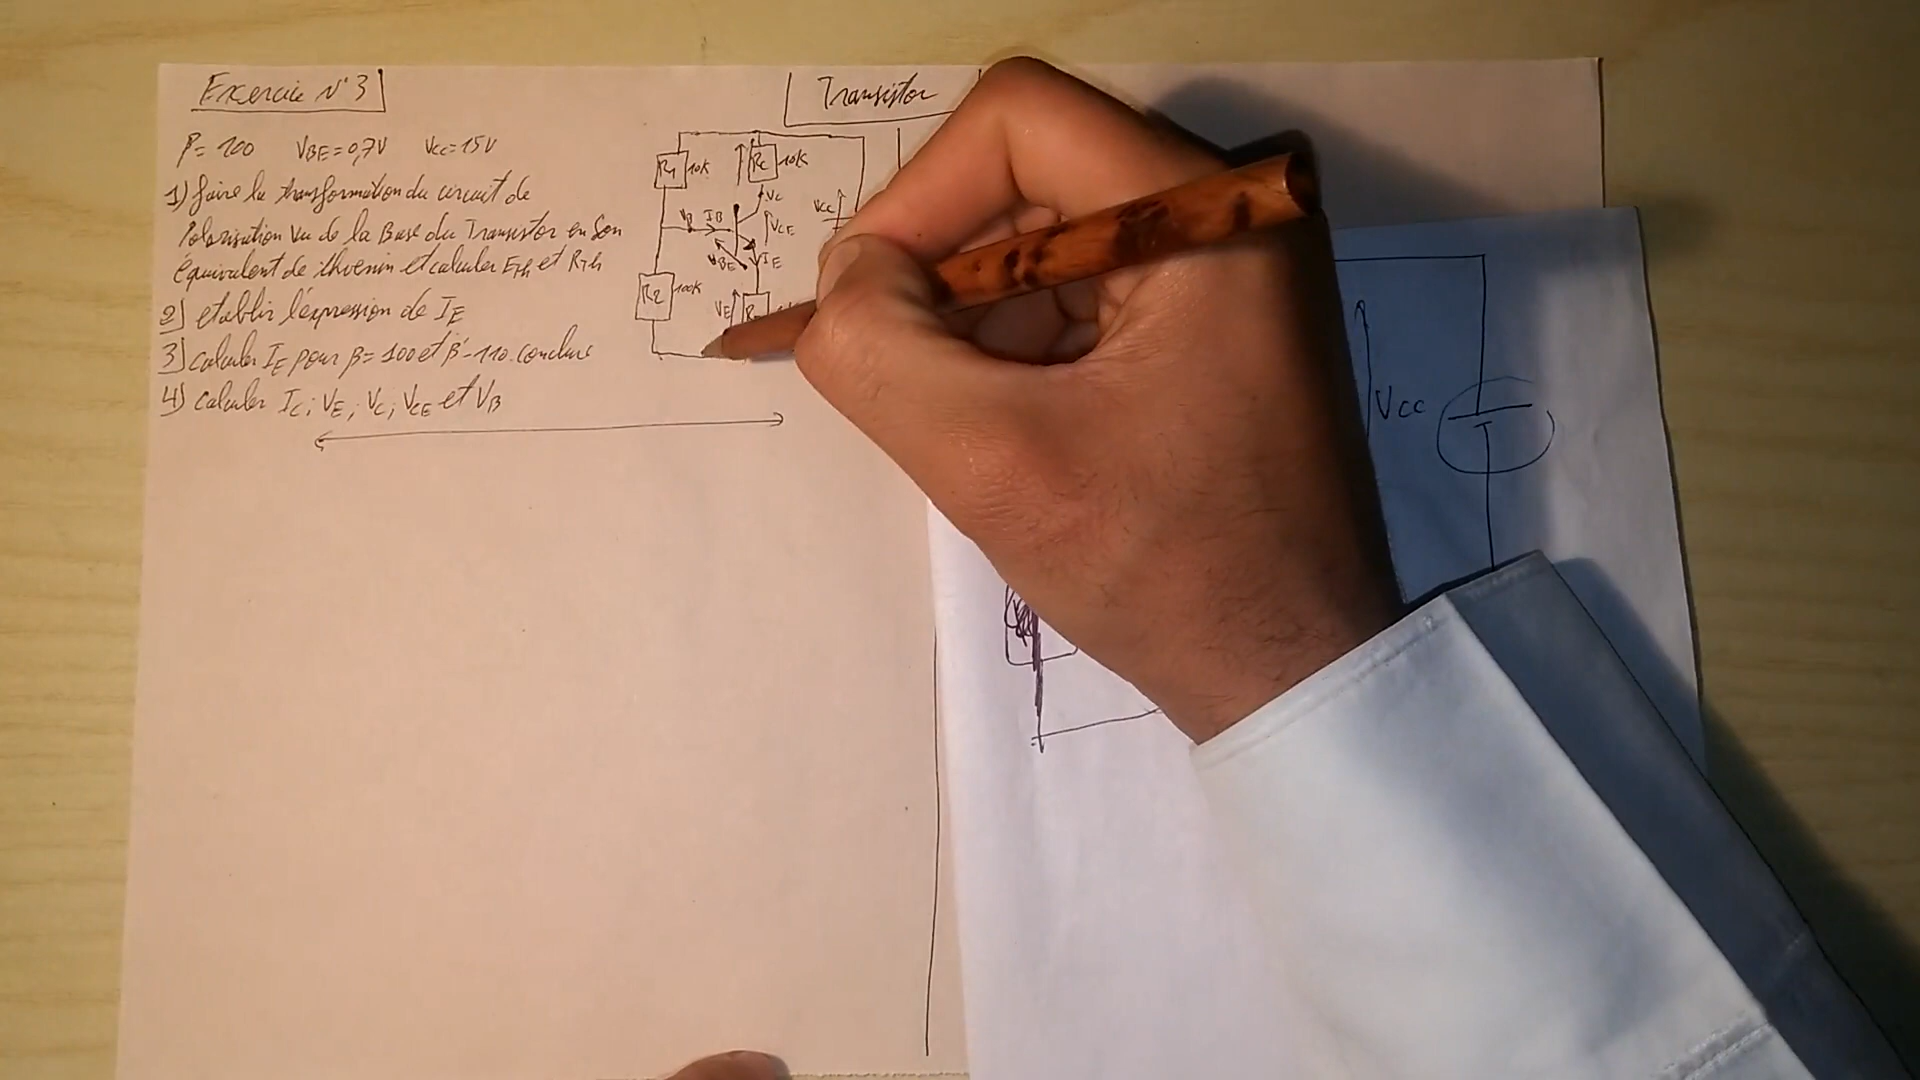 Exercice N°3
Transistor
β= 100 VBE=0,7V Vcc=15V
1) faire la transformation du circuit de
Polarisation Vu de la Base du Transistor en Son
équivalent de thvenin et calculer ETh et RTh
2) etablir l'expression de IE
3) calculer IE pour β=100 et β'=110. Conclure
4) calculer IC; VE; VC; VCE et VB
R1 10K RC 10K
VC
VCC
VB IB
VCE
VBE IE
R2 100K
VE
VCC